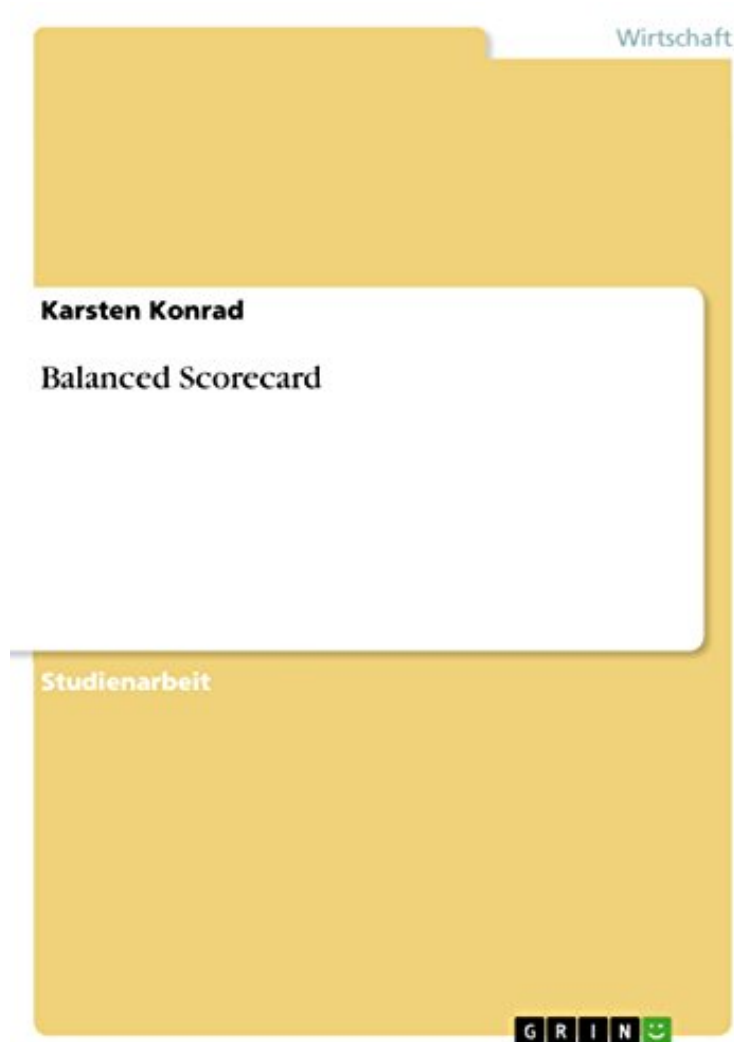 Wirtschaft
Karsten Konrad
Balanced Scorecard
Studienarbeit
GRIN